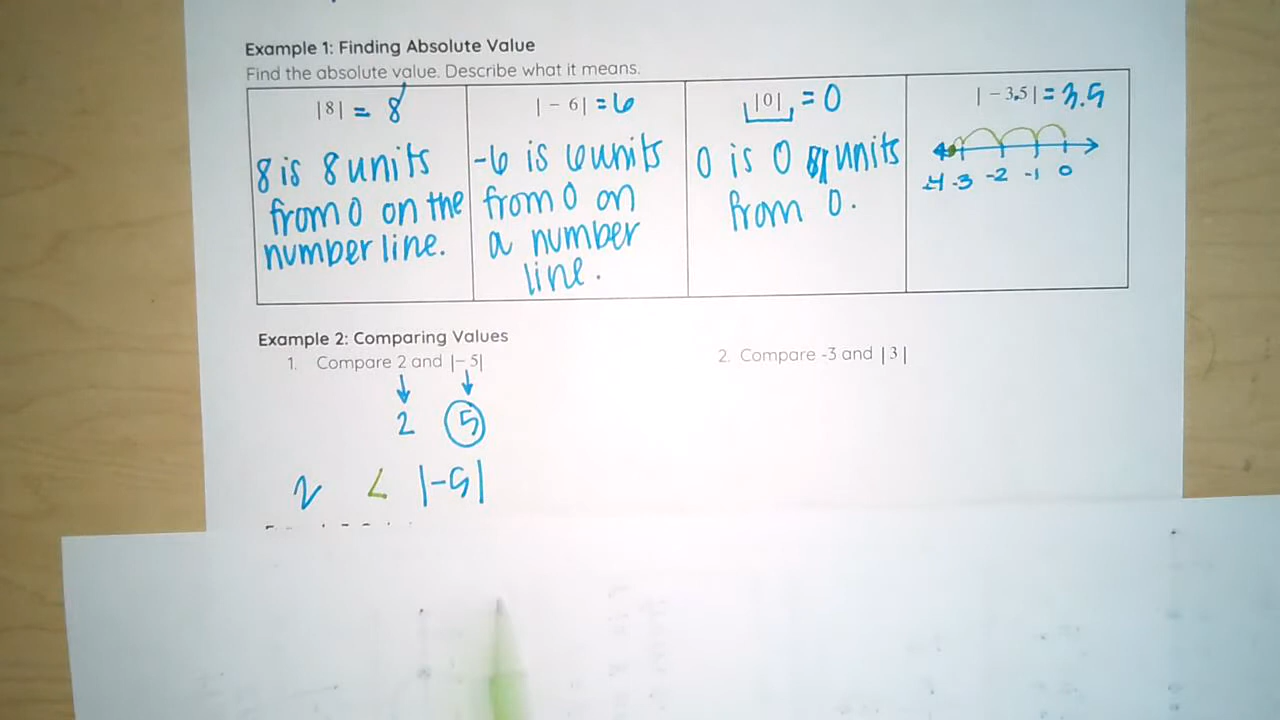 Example 1: Finding Absolute Value
Find the absolute value. Describe what it means.
|8| = 8
8 is 8 units
from 0 on the
number line.
|-6| = 6
-6 is 6 units
from 0 on
a number
line.
|0| = 0
0 is 0 units
from 0.
|-3.5| = 3.5
-4 -3 -2 -1 0
Example 2: Comparing Values
1. Compare 2 and |-5|
2 5
2 < |-5|
2. Compare -3 and |3|